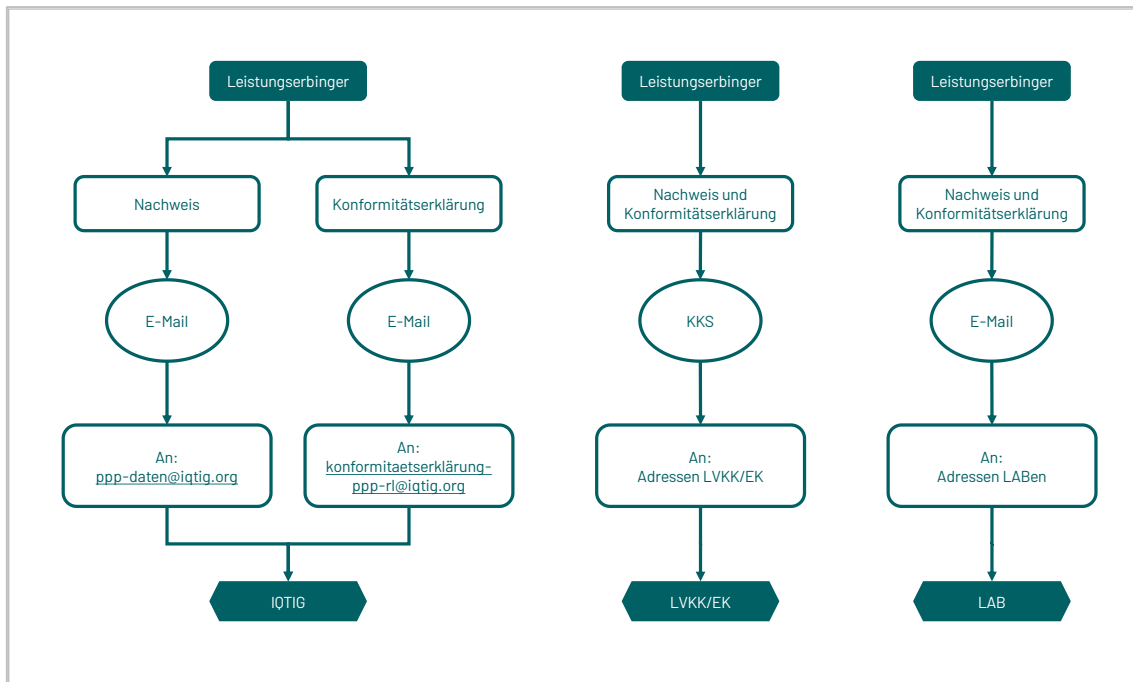 Leistungserbinger
Leistungserbinger
Leistungserbinger
Nachweis
Konformitätserklärung
Nachweis und
Konformitätserklärung
Nachweis und
Konformitätserklärung
E-Mail
E-Mail
KKS
E-Mail
An:
ppp-daten@iqtig.org
An:
konformitaetserklärung-
ppp-rl@iqtig.org
An:
Adressen LVKK/EK
An:
Adressen LABen
IQTIG
LVKK/EK
LAB